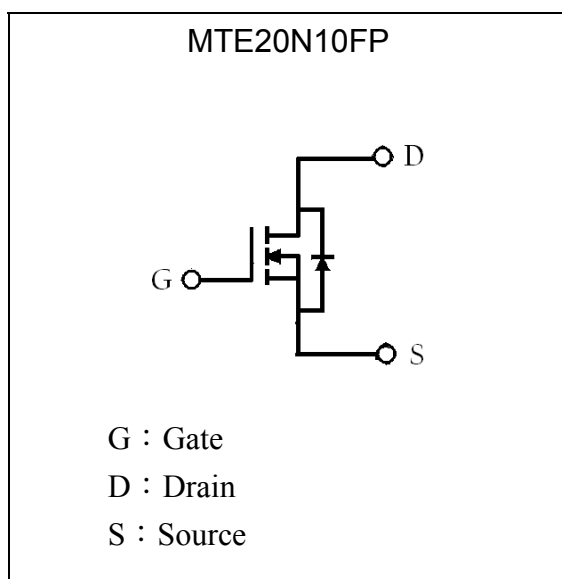 MTE20N10FP
D
G
S
G：Gate
D：Drain
S：Source